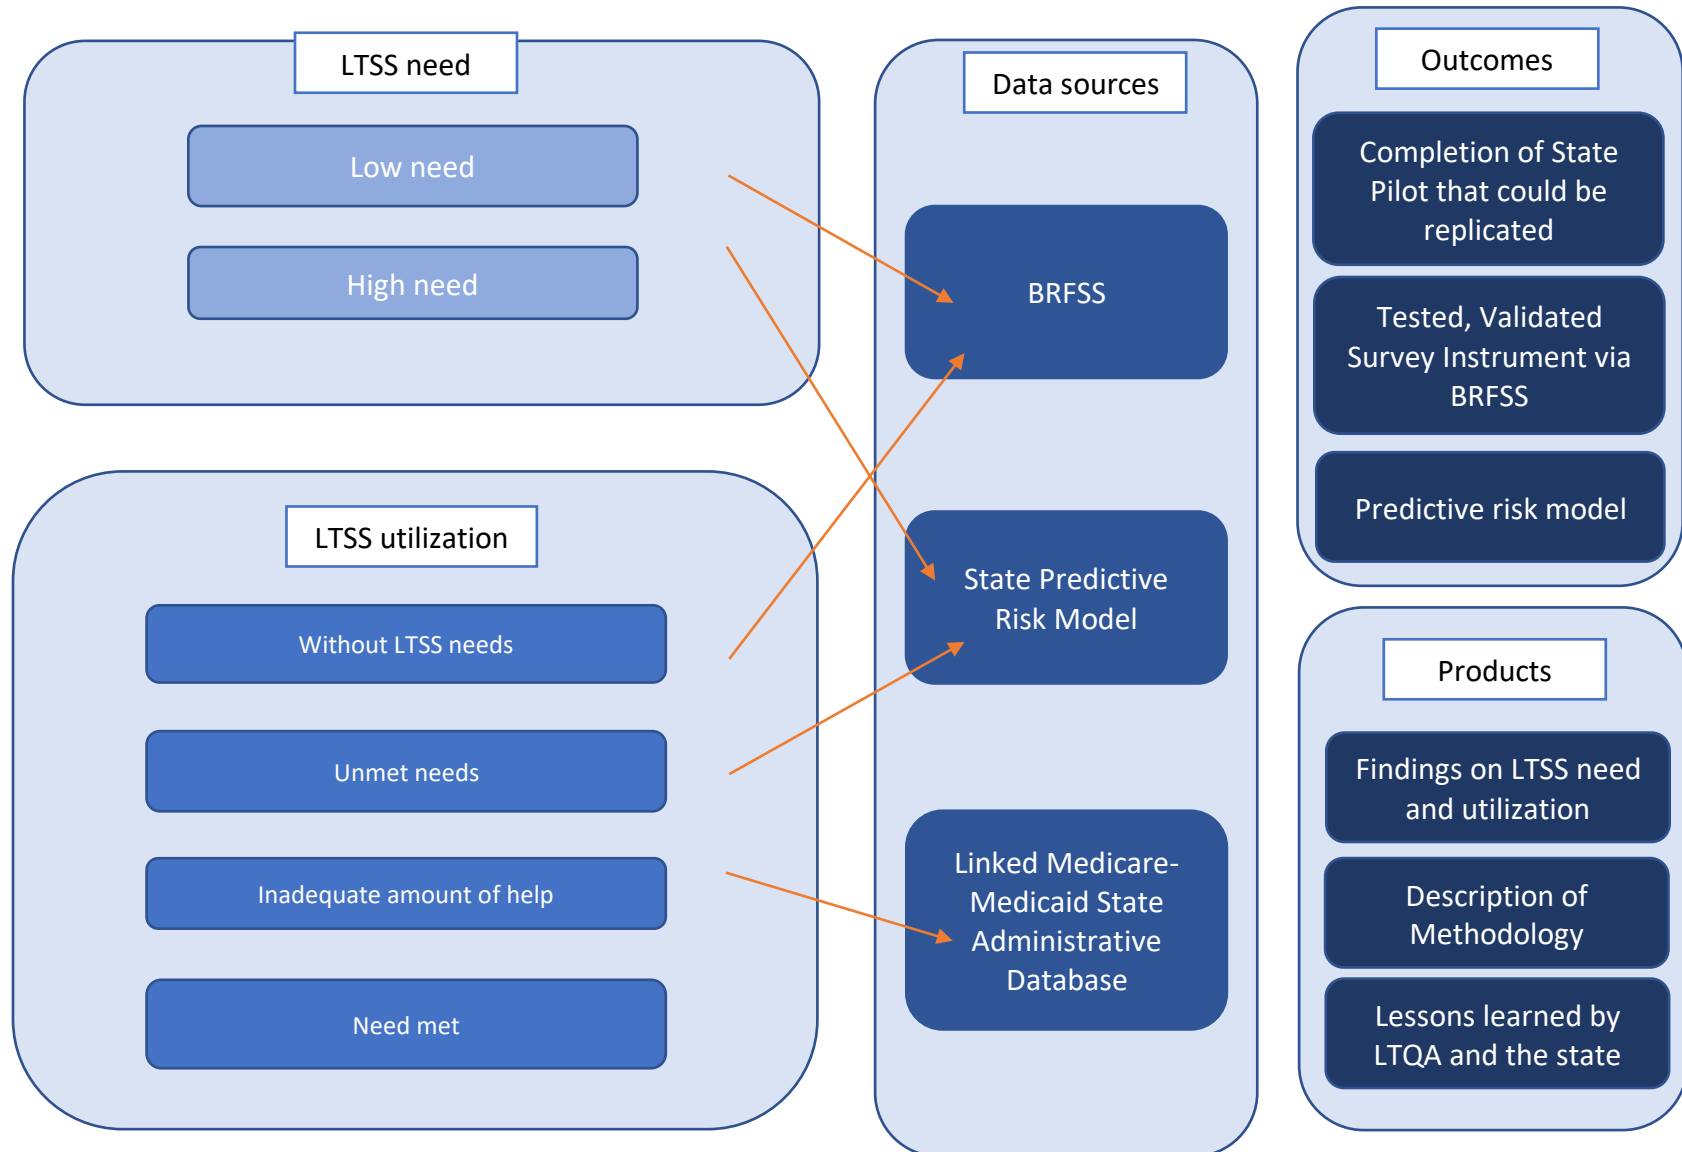 LTSS need
Low need
High need
LTSS utilization
Without LTSS needs
Unmet needs
Inadequate amount of help
Need met
Data sources
BRFSS
State Predictive
Risk Model
Linked Medicare-
Medicaid State
Administrative
Database
Outcomes
Completion of State
Pilot that could be
replicated
Tested, Validated
Survey Instrument via
BRFSS
Predictive risk model
Products
Findings on LTSS need
and utilization
Description of
Methodology
Lessons learned by
LTQA and the state